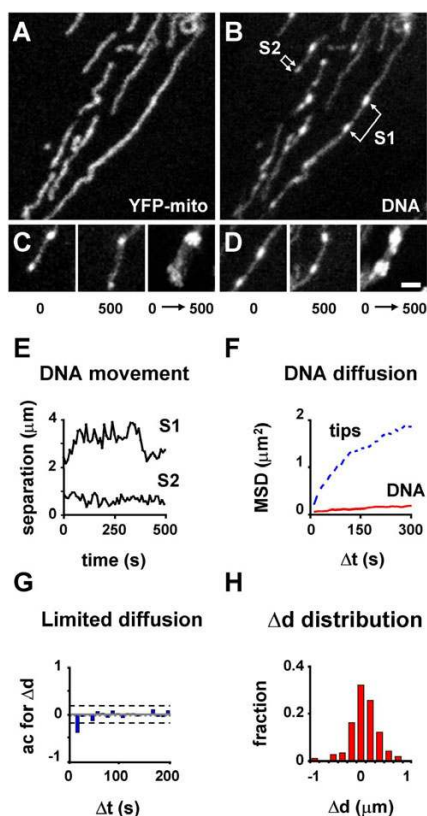 A
B
S2
S1
YFP-mito
DNA
C
D
0 500 0 → 500 0 500 0 → 500
E
DNA movement
separation (μm)
4
2
0
S1
S2
0 250 500
time (s)
F
DNA diffusion
MSD (μm²)
2
1
0
tips
DNA
0 150 300
Δt (s)
G
Limited diffusion
ac for Δd
1
0
-1
0 100 200
Δt (s)
H
Δd distribution
fraction
0.4
0.2
0
-1 0 1
Δd (μm)